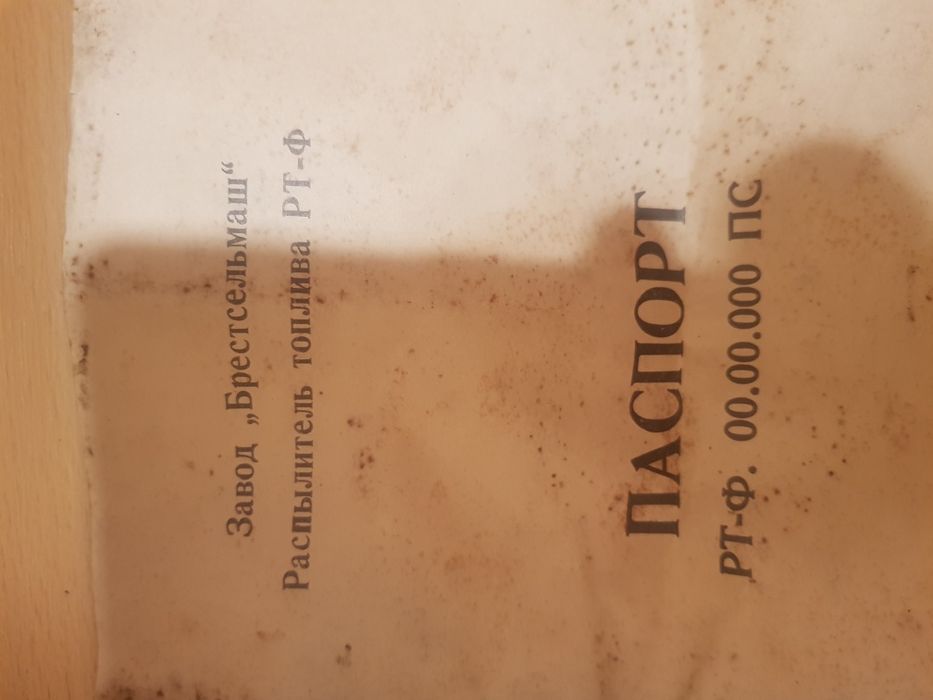 Завод „Брестсельмаш“
Распылитель топлива РТ-Ф
ПАСПОРТ
РТ-Ф. 00.00.000 ПС